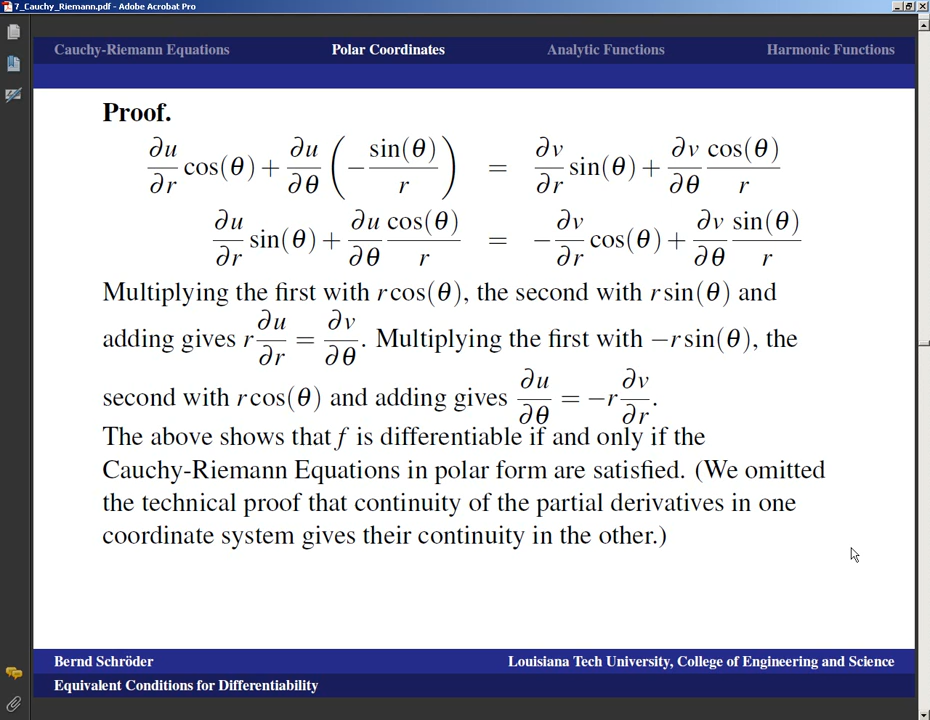 7_Cauchy_Riemann.pdf - Adobe Acrobat Pro
Cauchy-Riemann Equations Polar Coordinates Analytic Functions Harmonic Functions
Proof.
∂u/∂r cos(θ) + ∂u/∂θ (− sin(θ)/r) = ∂v/∂r sin(θ) + ∂v/∂θ cos(θ)/r
∂u/∂r sin(θ) + ∂u/∂θ cos(θ)/r = −∂v/∂r cos(θ) + ∂v/∂θ sin(θ)/r
Multiplying the first with r cos(θ), the second with r sin(θ) and
adding gives r ∂u/∂r = ∂v/∂θ. Multiplying the first with −r sin(θ), the
second with r cos(θ) and adding gives ∂u/∂θ = −r ∂v/∂r.
The above shows that f is differentiable if and only if the
Cauchy-Riemann Equations in polar form are satisfied. (We omitted
the technical proof that continuity of the partial derivatives in one
coordinate system gives their continuity in the other.)
Bernd Schröder Louisiana Tech University, College of Engineering and Science
Equivalent Conditions for Differentiability